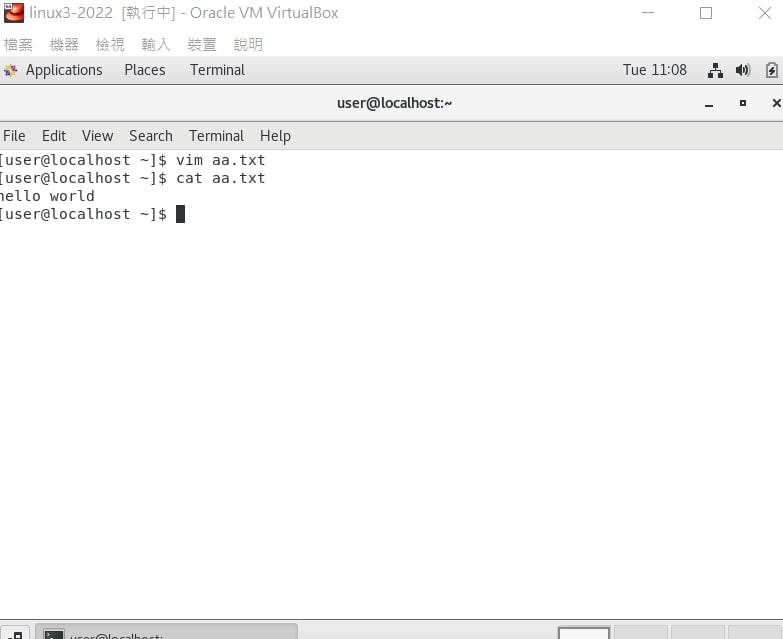 linux3-2022 [執行中] - Oracle VM VirtualBox
檔案 機器 檢視 輸入 裝置 說明
Applications Places Terminal Tue 11:08
user@localhost:~
File Edit View Search Terminal Help
[user@localhost ~]$ vim aa.txt
[user@localhost ~]$ cat aa.txt
hello world
[user@localhost ~]$
user@localhost:~